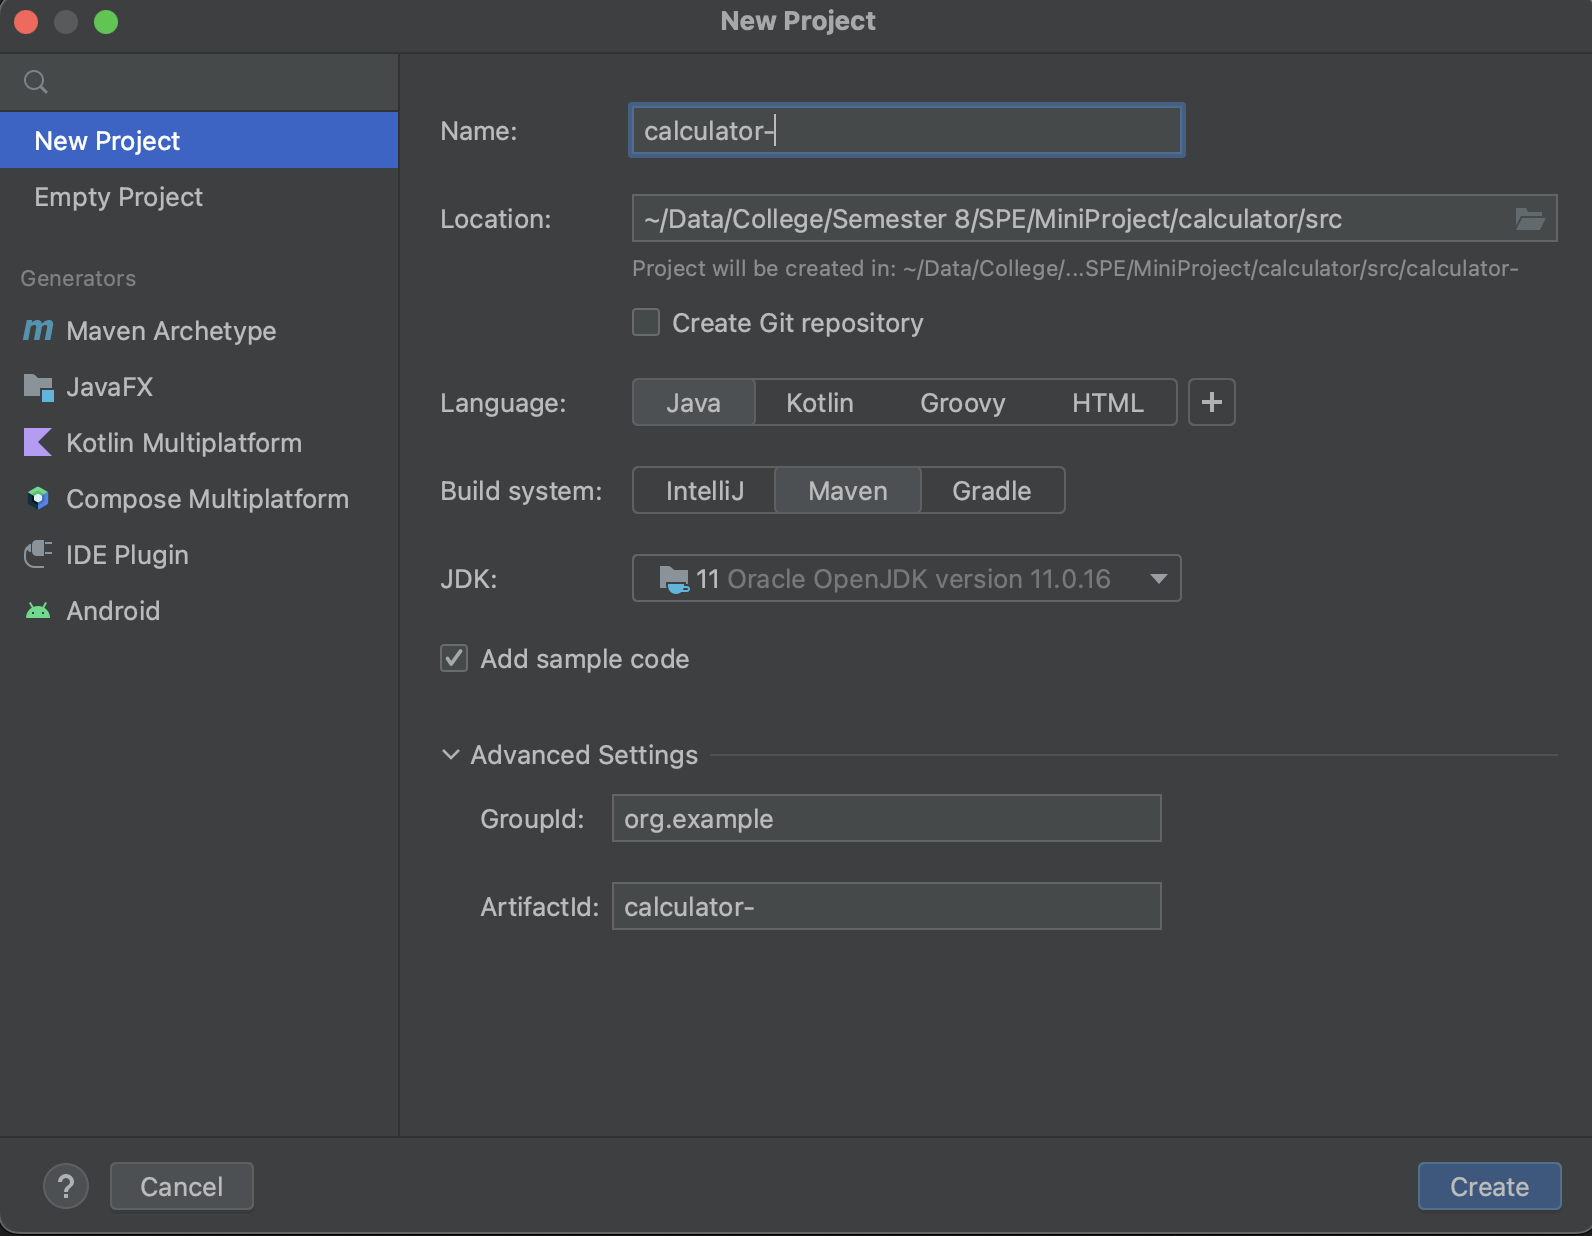 New Project
New Project
Empty Project
Generators
Maven Archetype
JavaFX
Kotlin Multiplatform
Compose Multiplatform
IDE Plugin
Android
Name: calculator-
Location: ~/Data/College/Semester 8/SPE/MiniProject/calculator/src
Project will be created in: ~/Data/College/...SPE/MiniProject/calculator/src/calculator-
Create Git repository
Language: Java Kotlin Groovy HTML +
Build system: IntelliJ Maven Gradle
JDK: 11 Oracle OpenJDK version 11.0.16
Add sample code
Advanced Settings
GroupId: org.example
ArtifactId: calculator-
? Cancel Create